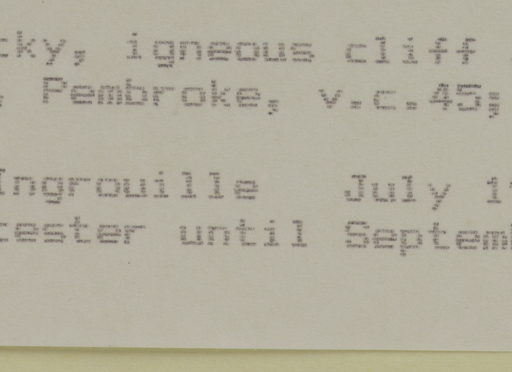 cky, igneous cliff
, Pembroke, v.c.45;
Ingrouille July 1
cester until Septem